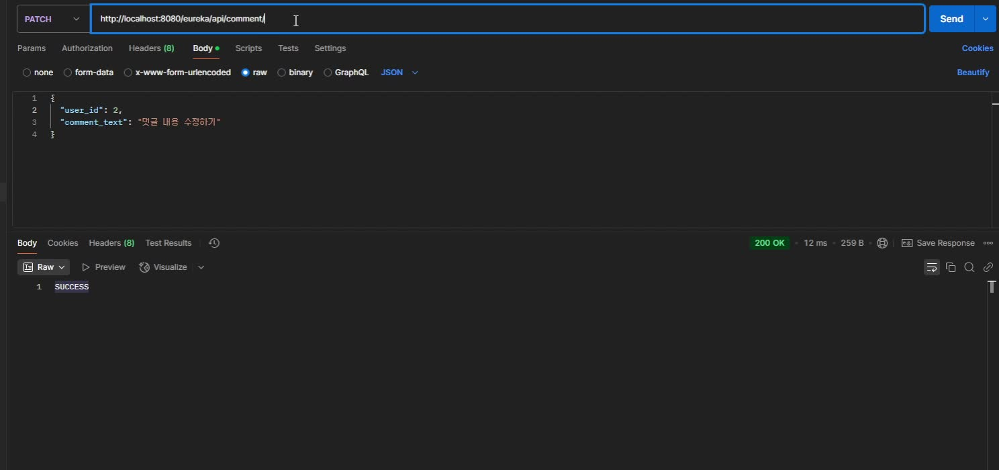 PATCH http://localhost:8080/eureka/api/comment/ Send
Params Authorization Headers (8) Body Scripts Tests Settings Cookies
none form-data x-www-form-urlencoded raw binary GraphQL JSON Beautify
1 {
2 "user_id": 2,
3 "comment_text": "댓글 내용 수정하기"
4 }
Body Cookies Headers (8) Test Results 200 OK 12 ms 259 B e.g. Save Response
Raw Preview Visualize
1 SUCCESS